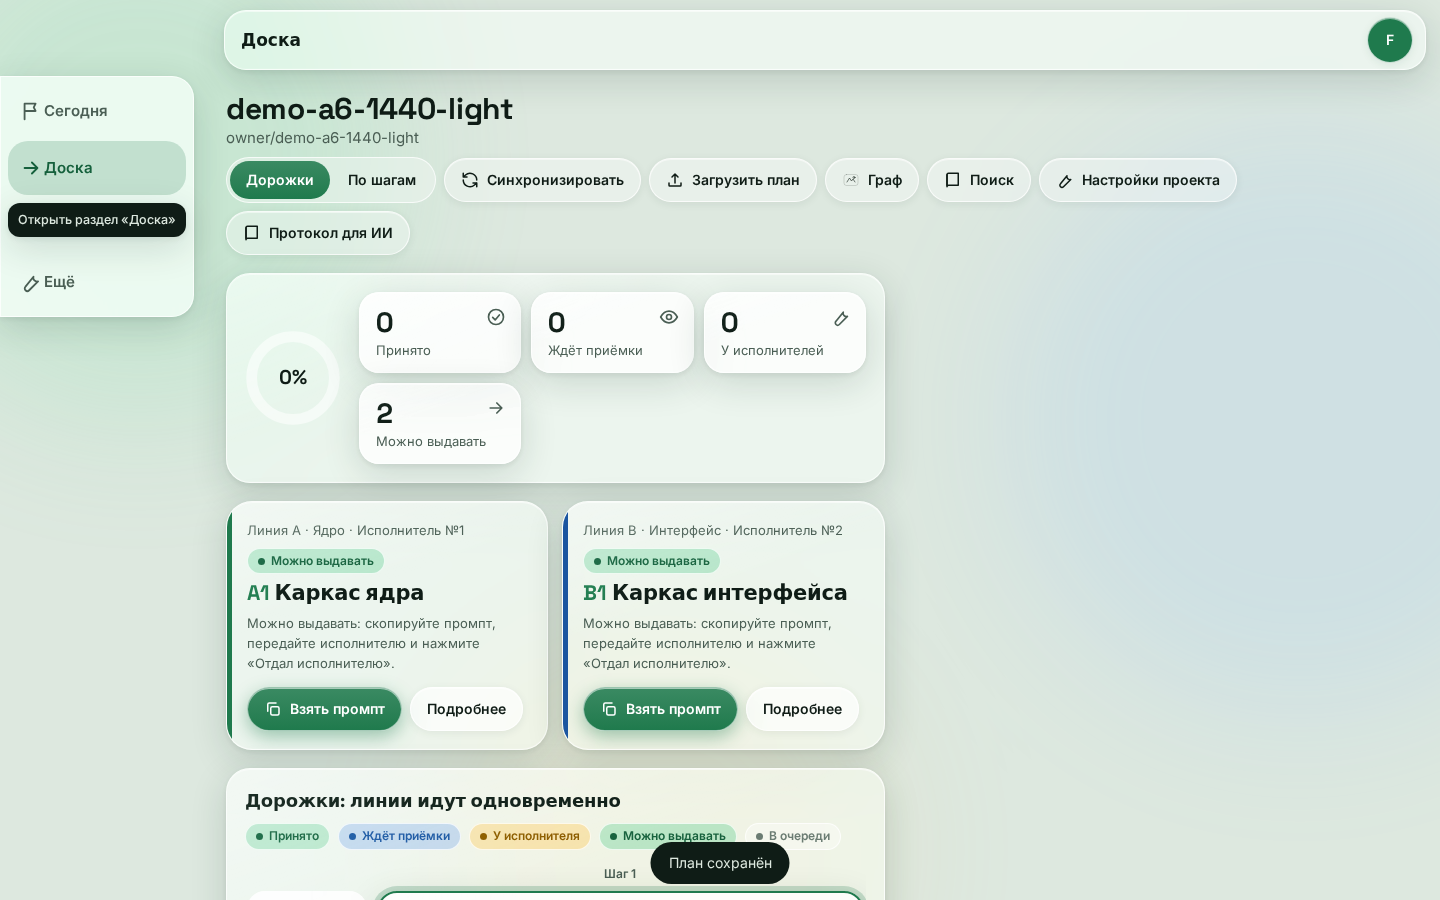 Доска
F
Сегодня
Доска
Открыть раздел «Доска»
Ещё
demo-a6-1440-light
owner/demo-a6-1440-light
Дорожки
По шагам
Синхронизировать
Загрузить план
Граф
Поиск
Настройки проекта
Протокол для ИИ
0%
0
Принято
0
Ждёт приёмки
0
У исполнителей
2
Можно выдавать
Линия A · Ядро · Исполнитель №1
Можно выдавать
A1 Каркас ядра
Можно выдавать: скопируйте промпт,
передайте исполнителю и нажмите
«Отдал исполнителю».
Взять промпт
Подробнее
Линия B · Интерфейс · Исполнитель №2
Можно выдавать
B1 Каркас интерфейса
Можно выдавать: скопируйте промпт,
передайте исполнителю и нажмите
«Отдал исполнителю».
Взять промпт
Подробнее
Дорожки: линии идут одновременно
Принято
Ждёт приёмки
У исполнителя
Можно выдавать
В очереди
Шаг 1
План сохранён